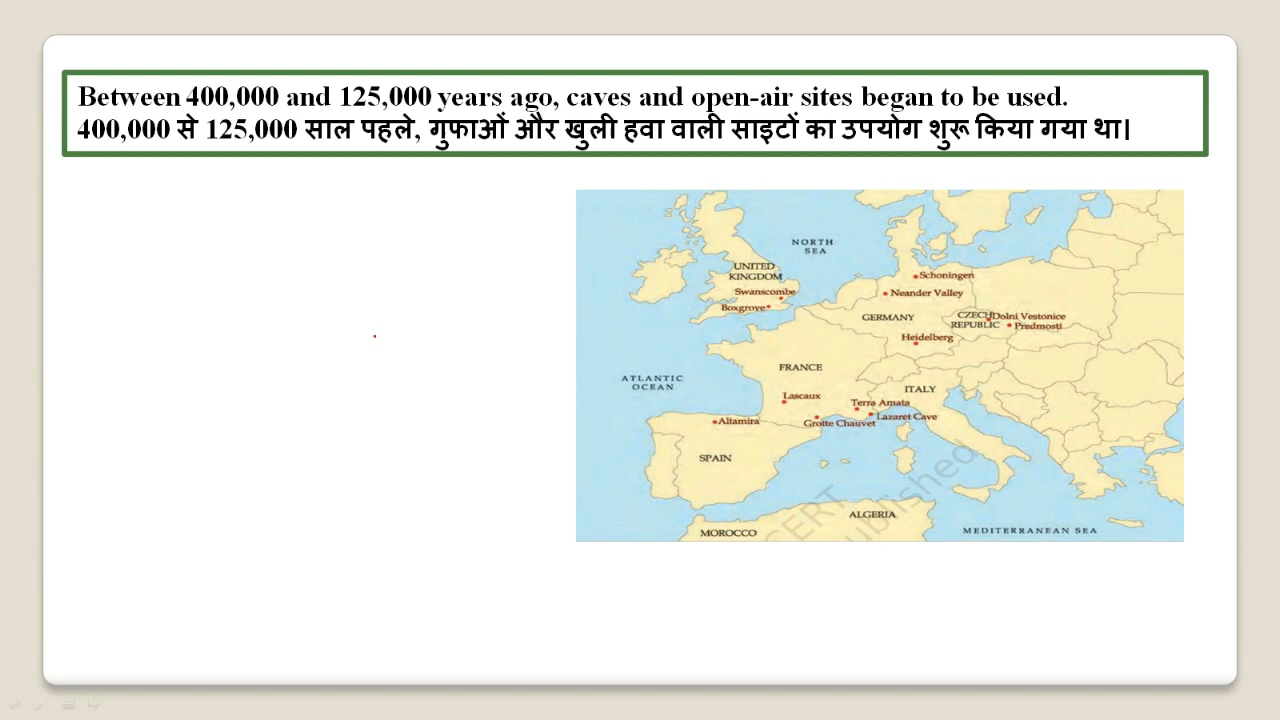 Between 400,000 and 125,000 years ago, caves and open-air sites began to be used.
400,000 से 125,000 साल पहले, गुफाओं और खुली हवा वाली साइटों का उपयोग शुरू किया गया था।
NORTH
SEA
UNITED
KINGDOM
Swanscombe
Boxgrove
Schoningen
Neander Valley
GERMANY
CZECH
REPUBLIC
Dolni Vestonice
Predmosti
Heidelberg
FRANCE
ATLANTIC
OCEAN
ITALY
Lascaux
Terra Amata
Lazaret Cave
Grotte Chauvet
Altamira
SPAIN
ALGERIA
MOROCCO
MEDITERRANEAN SEA